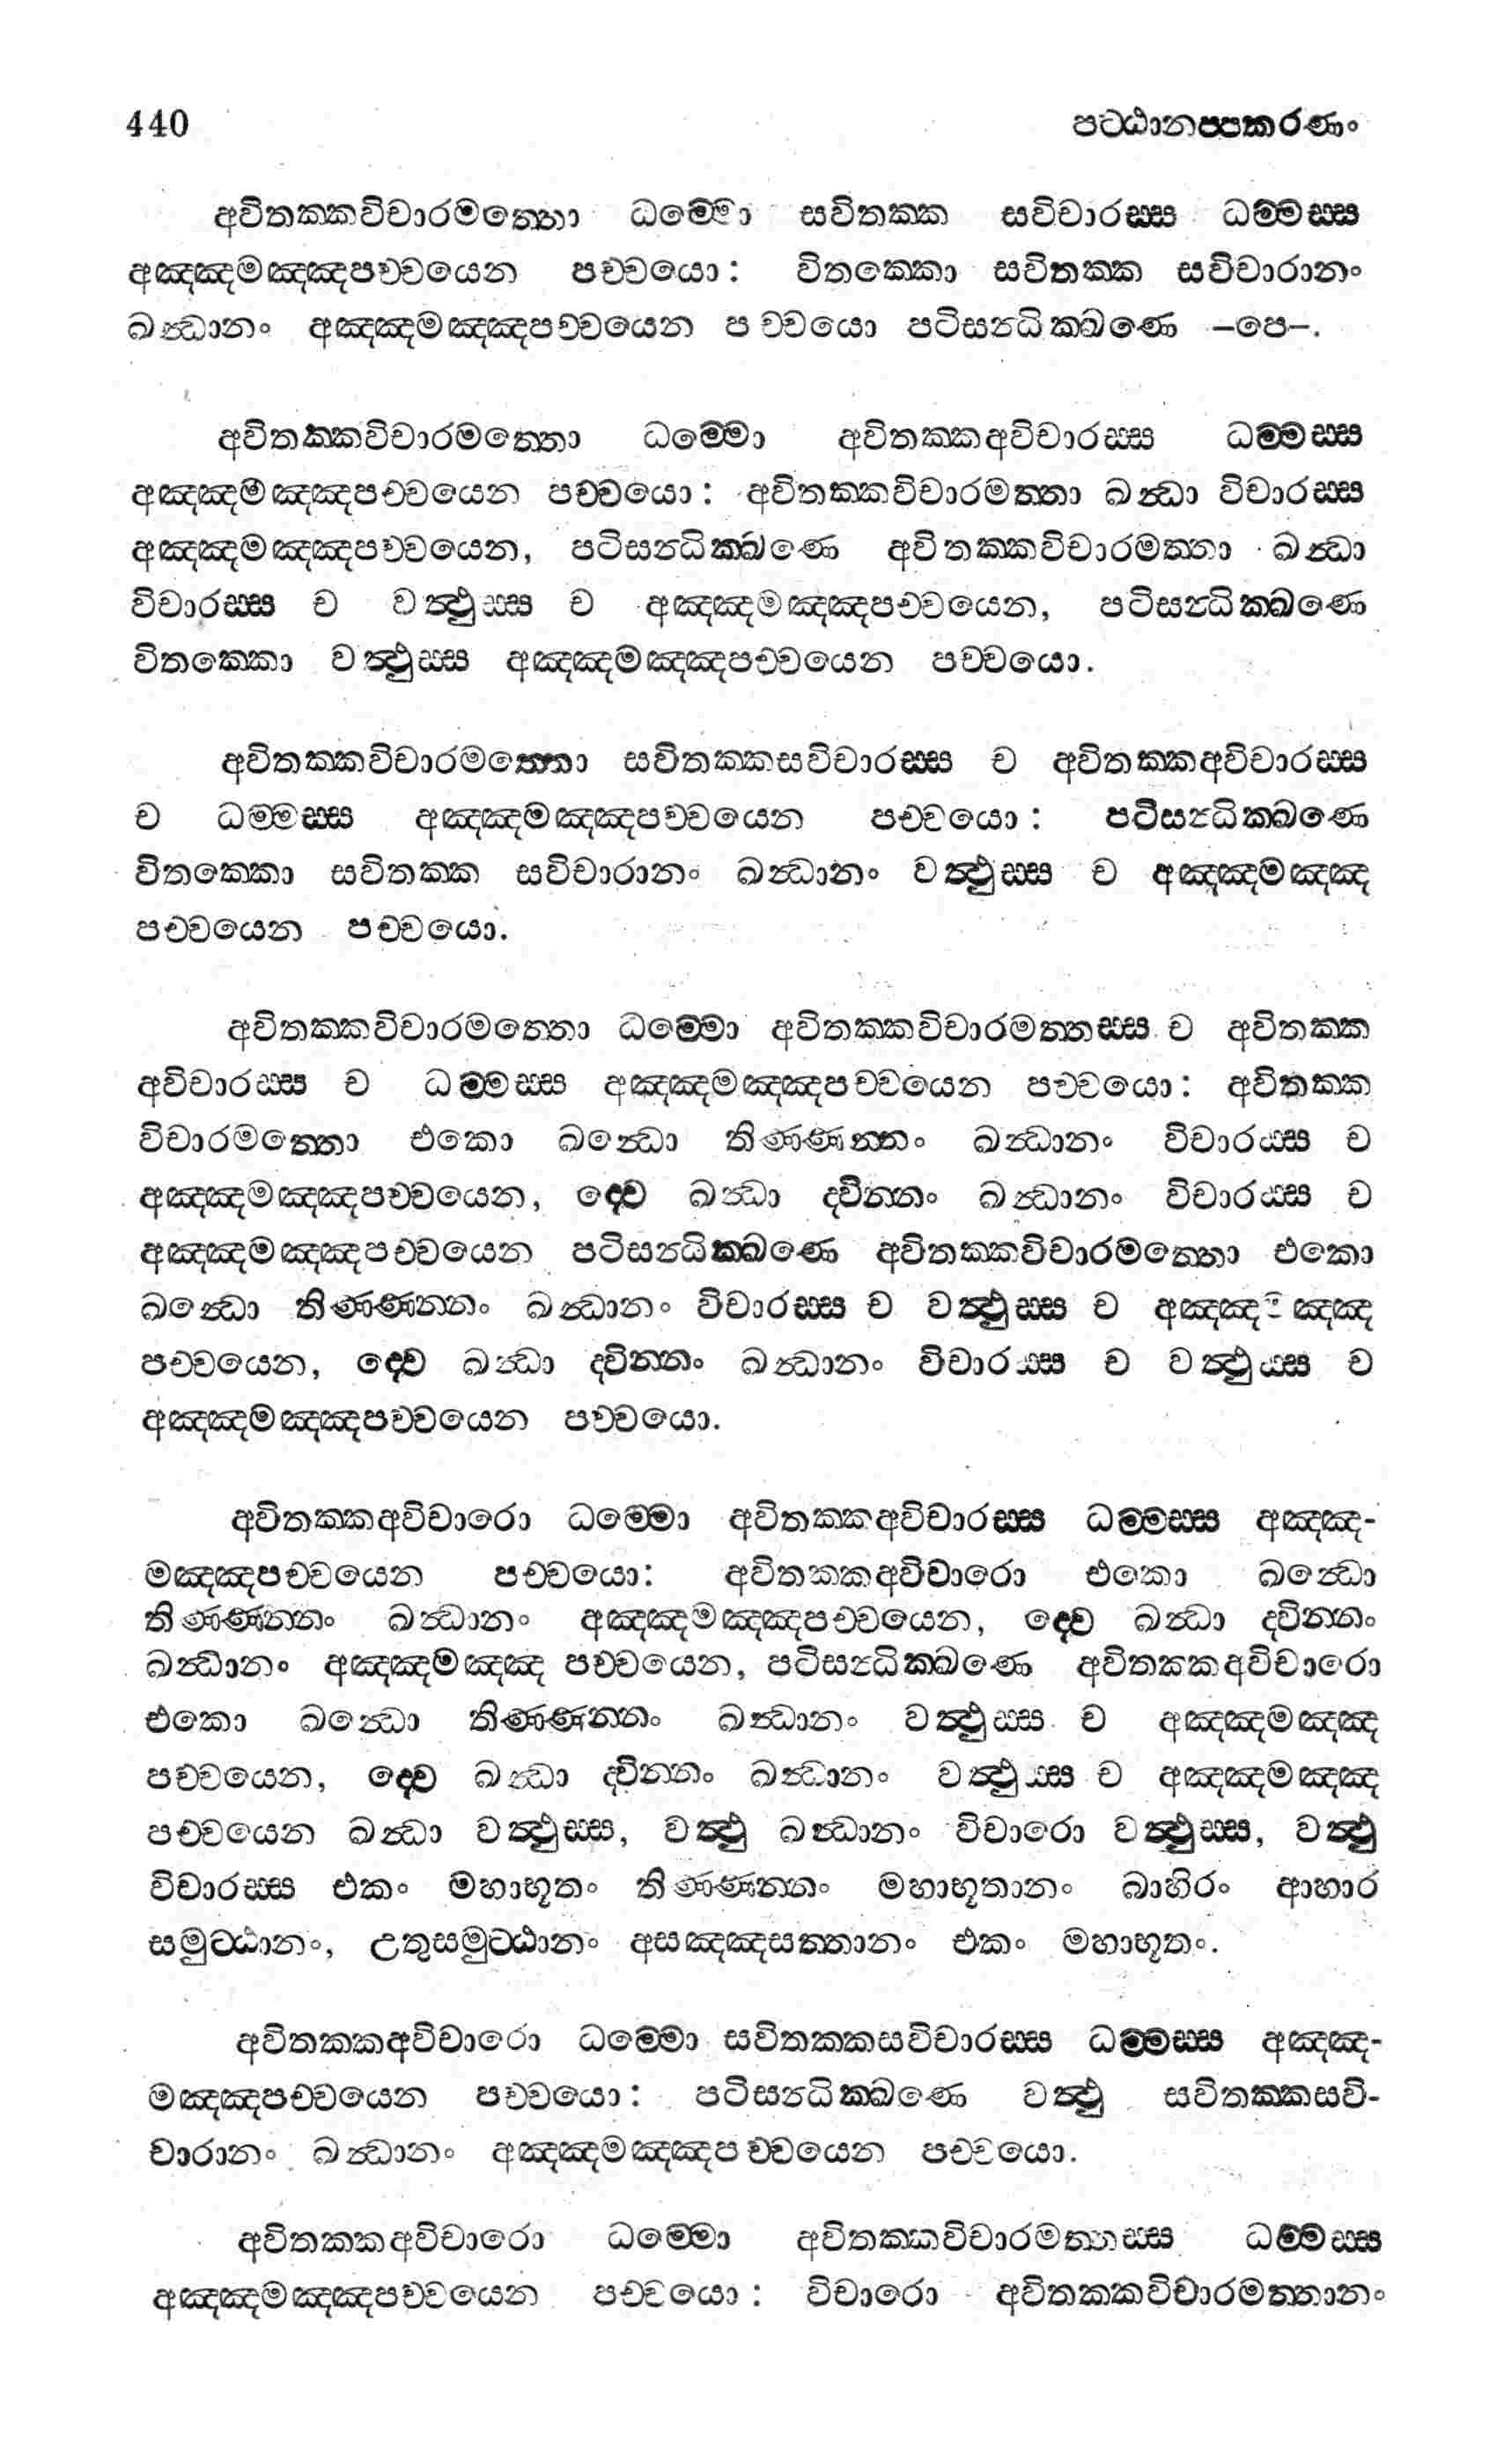 440 පට්ඨානප්පකරණං
අවිතක්කවිචාරමත්තො ධම්මො සවිතක්ක සවිචාරස්ස ධම්මස්ස
අඤ්ඤමඤ්ඤපච්චයෙන පච්චයො: විතක්කො සවිතක්ක සවිචාරානං
ඛන්ධානං අඤ්ඤමඤ්ඤපච්චයෙන පච්චයො පටිසන්ධික්ඛණෙ –පෙ–.
අවිතක්කවිචාරමත්තො ධම්මො අවිතක්කඅවිචාරස්ස ධම්මස්ස
අඤ්ඤමඤ්ඤපච්චයෙන පච්චයො: අවිතක්කවිචාරමත්තා ඛන්ධා විචාරස්ස
අඤ්ඤමඤ්ඤපච්චයෙන, පටිසන්ධික්ඛණෙ අවිතක්කවිචාරමත්තා ඛන්ධා
විචාරස්ස ච වත්ථුස්ස ච අඤ්ඤමඤ්ඤපච්චයෙන, පටිසන්ධික්ඛණෙ
විතක්කො වත්ථුස්ස අඤ්ඤමඤ්ඤපච්චයෙන පච්චයො.
අවිතක්කවිචාරමත්තො සවිතක්කසවිචාරස්ස ච අවිතක්කඅවිචාරස්ස
ච ධම්මස්ස අඤ්ඤමඤ්ඤපච්චයෙන පච්චයො: පටිසන්ධික්ඛණෙ
විතක්කො සවිතක්ක සවිචාරානං ඛන්ධානං වත්ථුස්ස ච අඤ්ඤමඤ්ඤ
පච්චයෙන පච්චයො.
අවිතක්කවිචාරමත්තො ධම්මො අවිතක්කවිචාරමත්තස්ස ච අවිතක්ක
අවිචාරස්ස ච ධම්මස්ස අඤ්ඤමඤ්ඤපච්චයෙන පච්චයො: අවිතක්ක
විචාරමත්තො එකො ඛන්ධො තිණ්ණන්නං ඛන්ධානං විචාරස්ස ච
අඤ්ඤමඤ්ඤපච්චයෙන, ද්වෙ ඛන්ධා ද්වින්නං ඛන්ධානං විචාරස්ස ච
අඤ්ඤමඤ්ඤපච්චයෙන පටිසන්ධික්ඛණෙ අවිතක්කවිචාරමත්තො එකො
ඛන්ධො තිණ්ණන්නං ඛන්ධානං විචාරස්ස ච වත්ථුස්ස ච අඤ්ඤමඤ්ඤ
පච්චයෙන, ද්වෙ ඛන්ධා ද්වින්නං ඛන්ධානං විචාරස්ස ච වත්ථුස්ස ච
අඤ්ඤමඤ්ඤපච්චයෙන පච්චයො.
අවිතක්කඅවිචාරො ධම්මො අවිතක්කඅවිචාරස්ස ධම්මස්ස අඤ්ඤ-
මඤ්ඤපච්චයෙන පච්චයො: අවිතක්කඅවිචාරො එකො ඛන්ධො
තිණ්ණන්නං ඛන්ධානං අඤ්ඤමඤ්ඤපච්චයෙන, ද්වෙ ඛන්ධා ද්වින්නං
ඛන්ධානං අඤ්ඤමඤ්ඤ පච්චයෙන, පටිසන්ධික්ඛණෙ අවිතක්කඅවිචාරො
එකො ඛන්ධො තිණ්ණන්නං ඛන්ධානං වත්ථුස්ස ච අඤ්ඤමඤ්ඤ
පච්චයෙන, ද්වෙ ඛන්ධා ද්වින්නං ඛන්ධානං වත්ථුස්ස ච අඤ්ඤමඤ්ඤ
පච්චයෙන ඛන්ධා වත්ථුස්ස, වත්ථු ඛන්ධානං විචාරො වත්ථුස්ස, වත්ථු
විචාරස්ස එකං මහාභූතං තිණ්ණන්නං මහාභූතානං බාහිරං ආහාර
සමුට්ඨානං, උතුසමුට්ඨානං අසඤ්ඤසත්තානං එකං මහාභූතං.
අවිතක්කඅවිචාරො ධම්මො සවිතක්කසවිචාරස්ස ධම්මස්ස අඤ්ඤ-
මඤ්ඤපච්චයෙන පච්චයො: පටිසන්ධික්ඛණෙ වත්ථු සවිතක්කසවි-
චාරානං ඛන්ධානං අඤ්ඤමඤ්ඤපච්චයෙන පච්චයො.
අවිතක්කඅවිචාරො ධම්මො අවිතක්කවිචාරමත්තස්ස ධම්මස්ස
අඤ්ඤමඤ්ඤපච්චයෙන පච්චයො: විචාරො අවිතක්කවිචාරමත්තානං